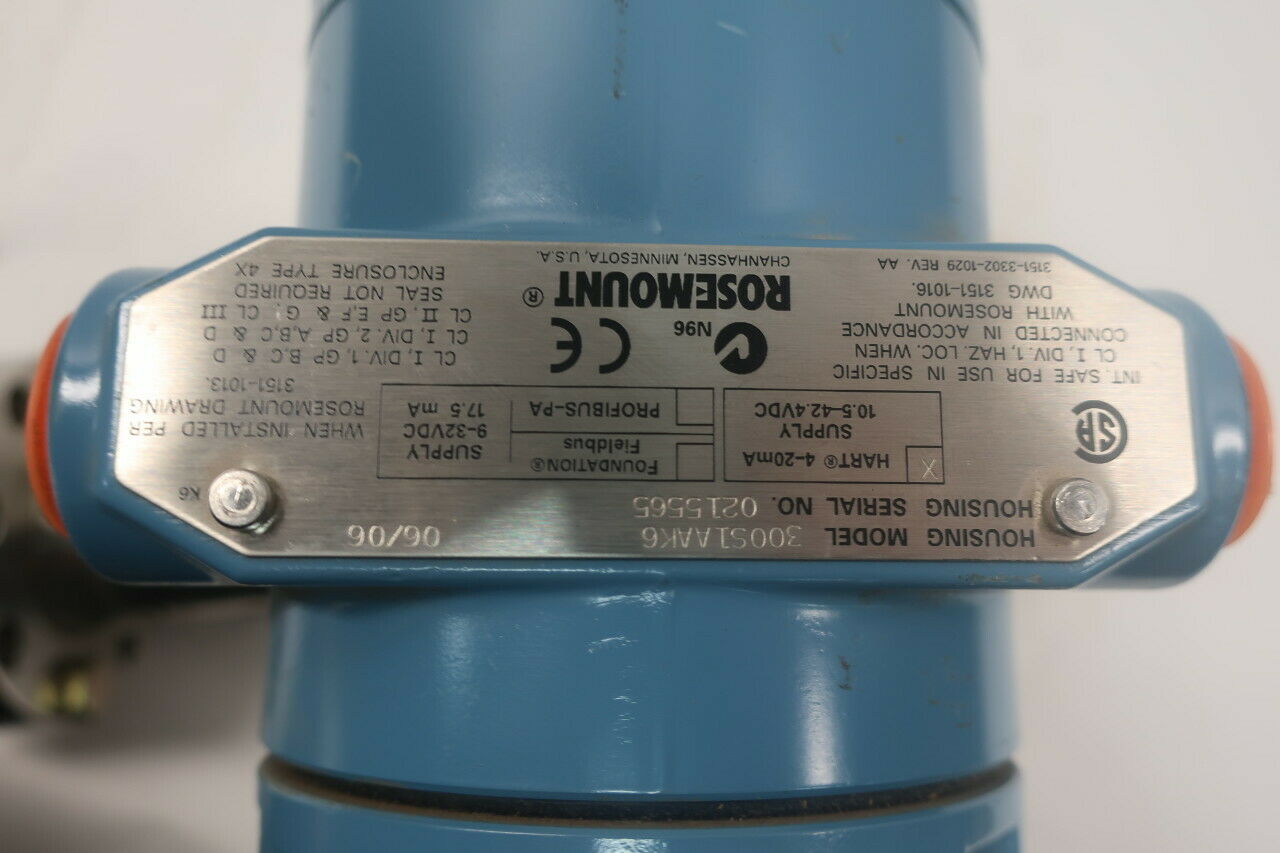 HOUSING MODEL 300S1AAK6 06/06
HOUSING SERIAL NO. 0215565
K6
X HART® 4-20mA
SUPPLY
10.5-42.4VDC
FOUNDATION®
Fieldbus
PROFIBUS-PA
SUPPLY
9-32VDC
17.5 mA
WHEN INSTALLED PER
ROSEMOUNT DRAWING
3151-1013.
CL I, DIV. 1, GP B,C & D
CL I, DIV. 2, GP A,B,C & D
CL II, GP E,F & G; CL III
SEAL NOT REQUIRED
ENCLOSURE TYPE 4X
SA
INT. SAFE FOR USE IN SPECIFIC
CL I, DIV. 1 HAZ. LOC. WHEN
CONNECTED IN ACCORDANCE
WITH ROSEMOUNT
DWG 3151-1016.
3151-3302-1029 REV. AA
N96
CE
ROSEMOUNT®
CHANHASSEN, MINNESOTA, U.S.A.